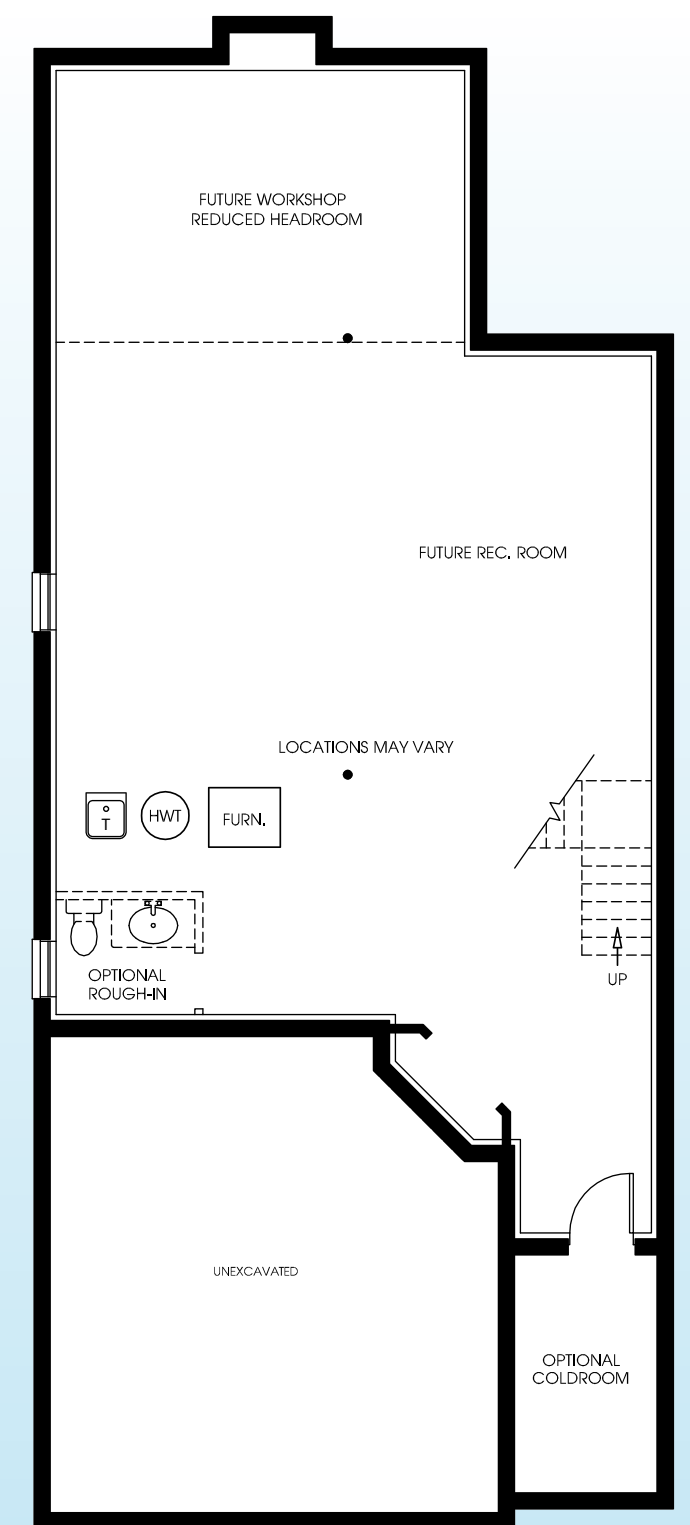 FUTURE WORKSHOP
REDUCED HEADROOM
FUTURE REC. ROOM
LOCATIONS MAY VARY
T
HWT
FURN.
OPTIONAL
ROUGH-IN
UP
UNEXCAVATED
OPTIONAL
COLDROOM